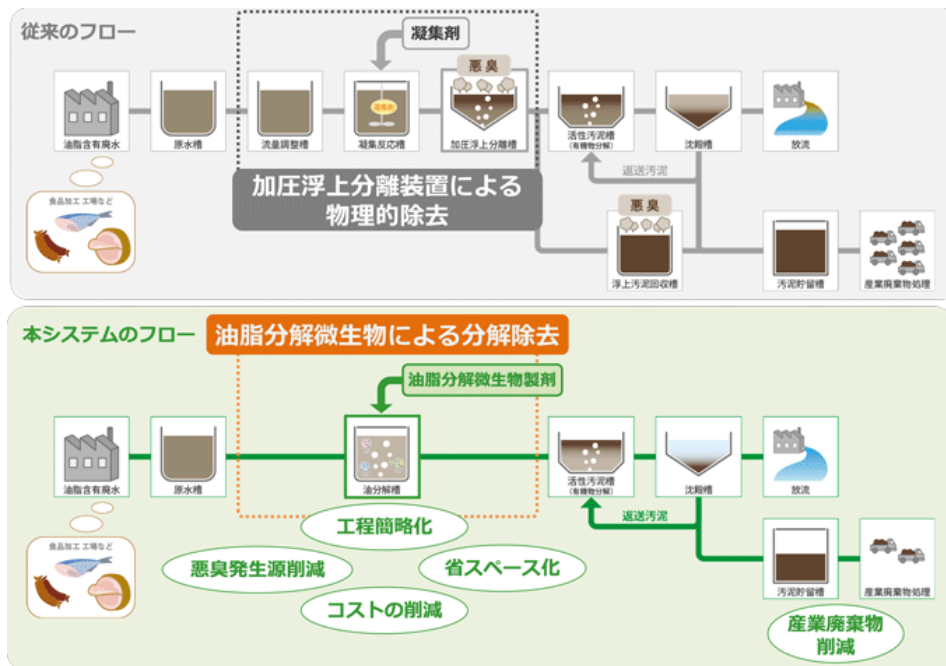 従来のフロー
凝集剤
悪臭
凝集剤
油脂含有廃水
原水槽
流量調整槽
凝集反応槽
加圧浮上分離槽
活性汚泥槽
(有機物分解)
沈殿槽
放流
返送汚泥
加圧浮上分離装置による
物理的除去
食品加工 工場など
悪臭
浮上汚泥回収槽
汚泥貯留槽
産業廃棄物処理
本システムのフロー
油脂分解微生物による分解除去
油脂分解微生物製剤
油脂含有廃水
原水槽
油分解槽
活性汚泥槽
(有機物分解)
沈殿槽
放流
返送汚泥
食品加工 工場など
工程簡略化
悪臭発生源削減
省スペース化
コストの削減
汚泥貯留槽
産業廃棄物処理
産業廃棄物
削減